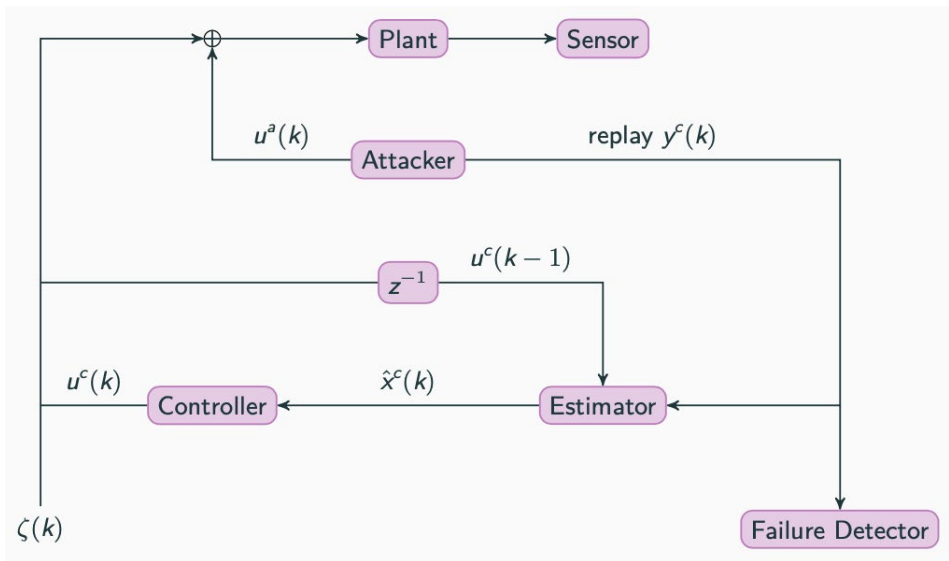 Plant
Sensor
u^a(k)
replay y^c(k)
Attacker
u^c(k − 1)
z^{−1}
u^c(k)
x̂^c(k)
Controller
Estimator
ζ(k)
Failure Detector